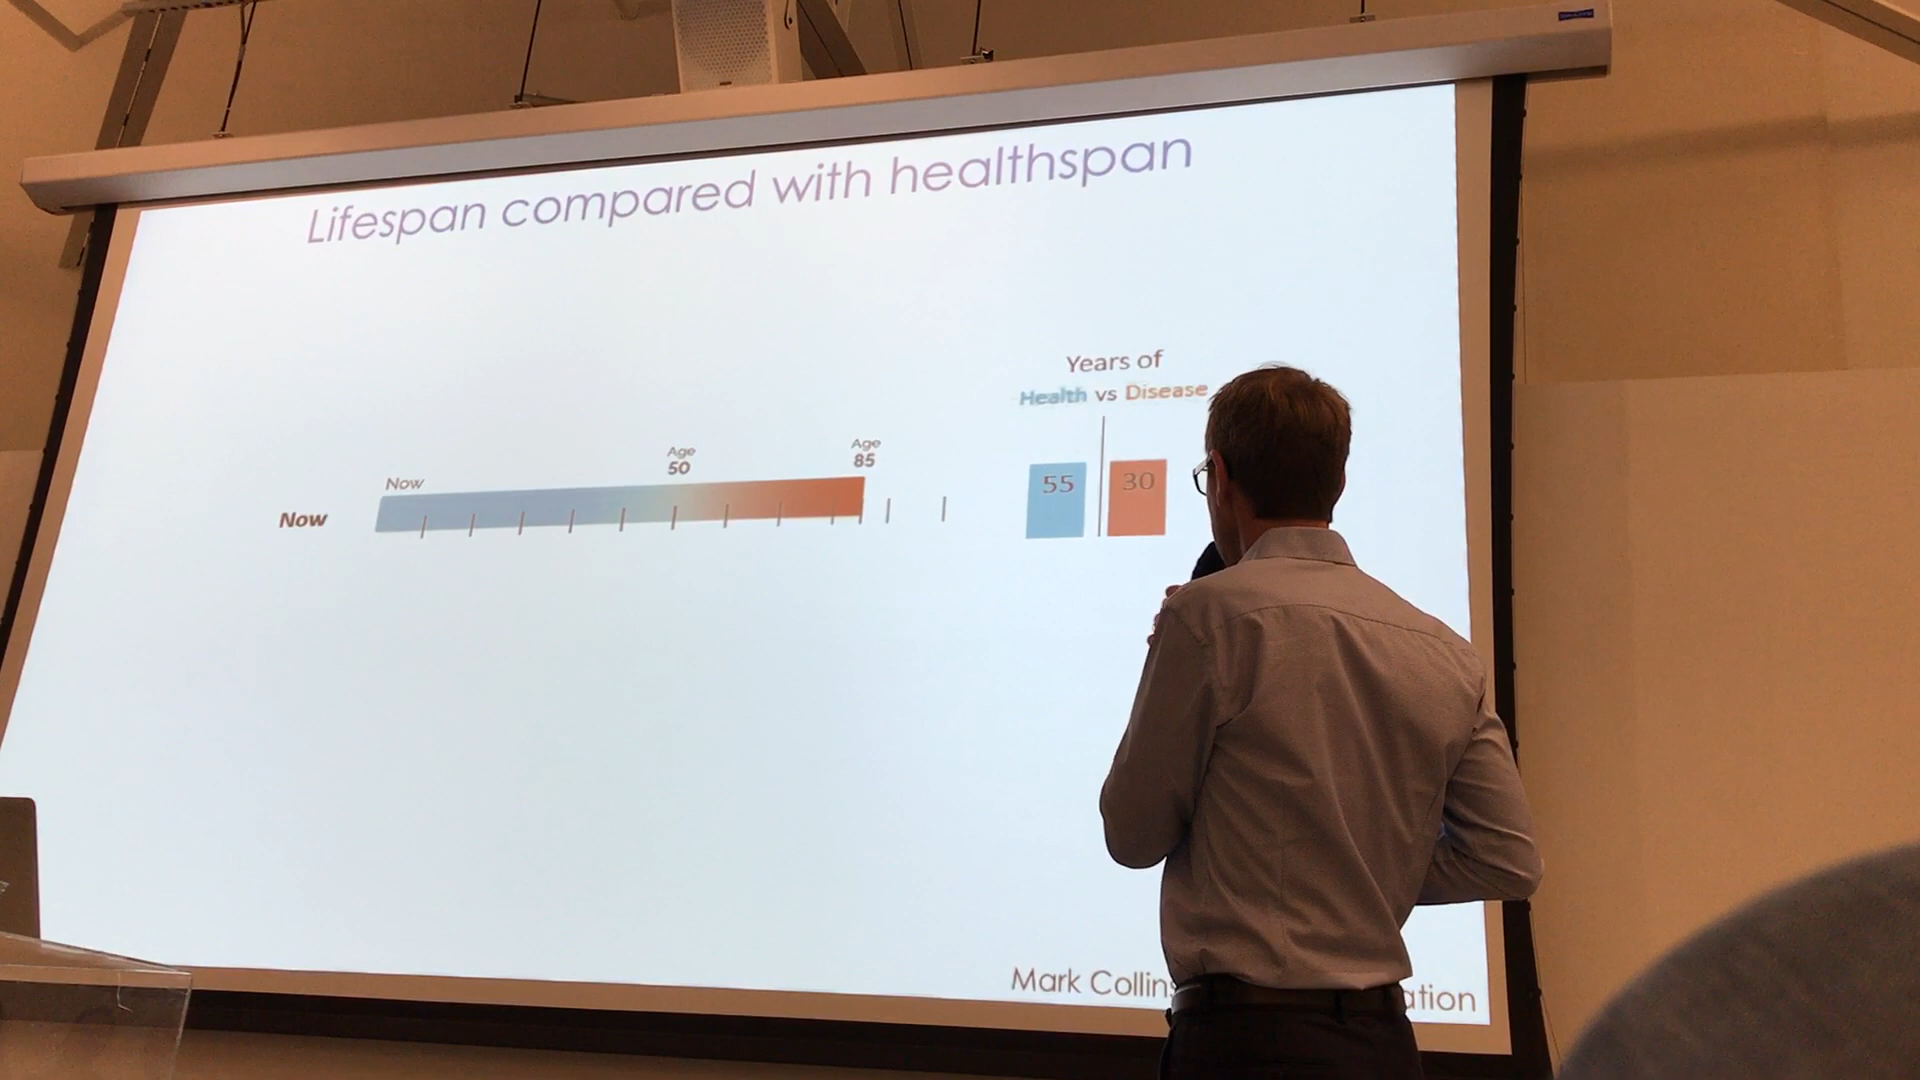 Lifespan compared with healthspan
Years of
Health vs Disease
Age
50
Age
85
Now
Now
55
30
Mark Collins
ation